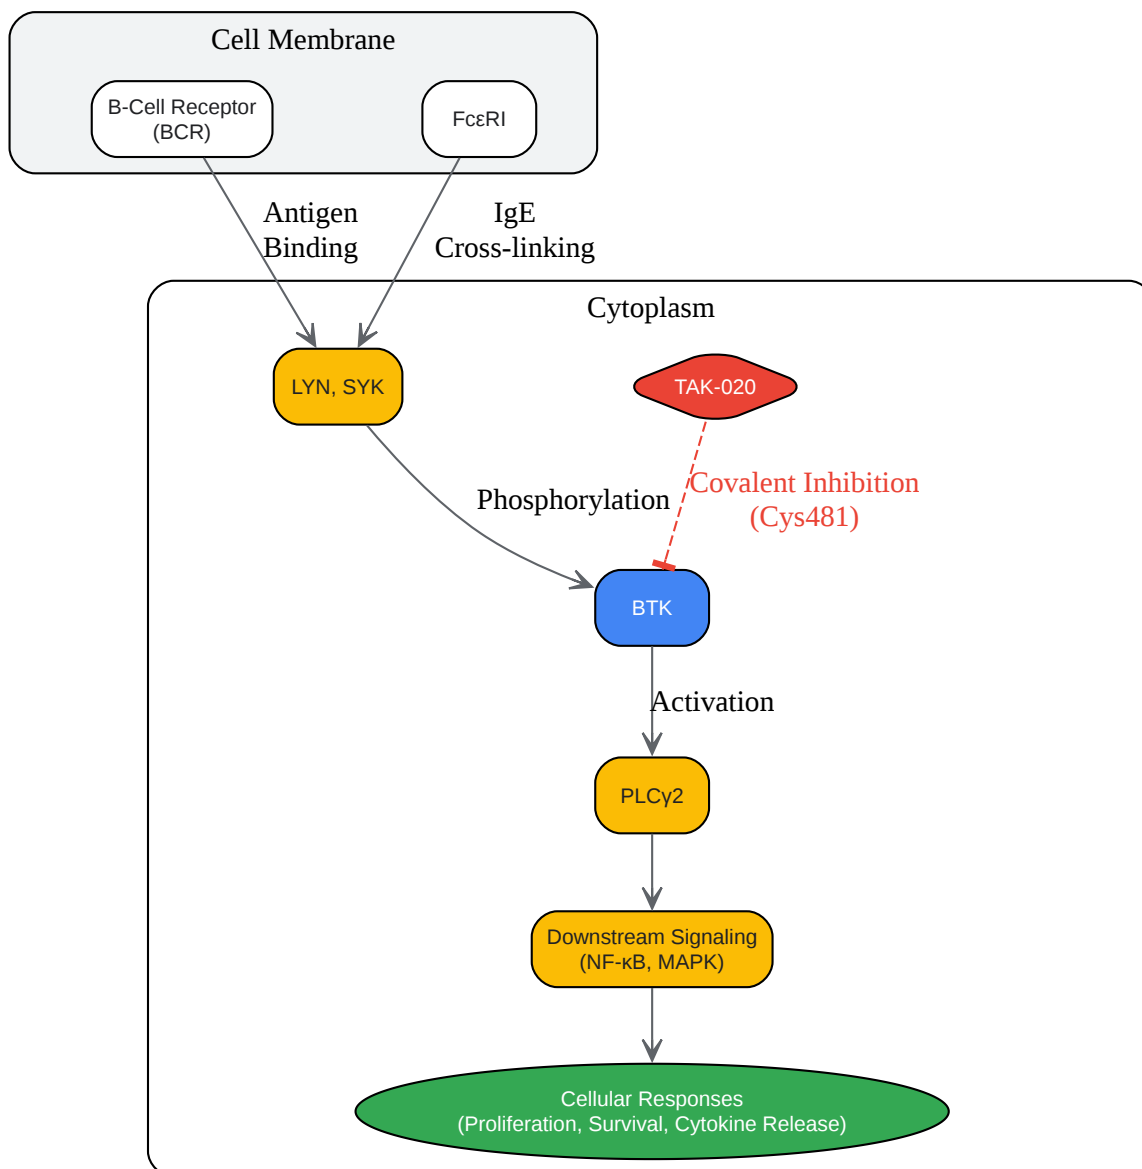 Cell Membrane
B-Cell Receptor
(BCR)
FcεRI
Antigen
Binding
IgE
Cross-linking
Cytoplasm
LYN, SYK
TAK-020
Phosphorylation
Covalent Inhibition
(Cys481)
BTK
Activation
PLCγ2
Downstream Signaling
(NF-κB, MAPK)
Cellular Responses
(Proliferation, Survival, Cytokine Release)